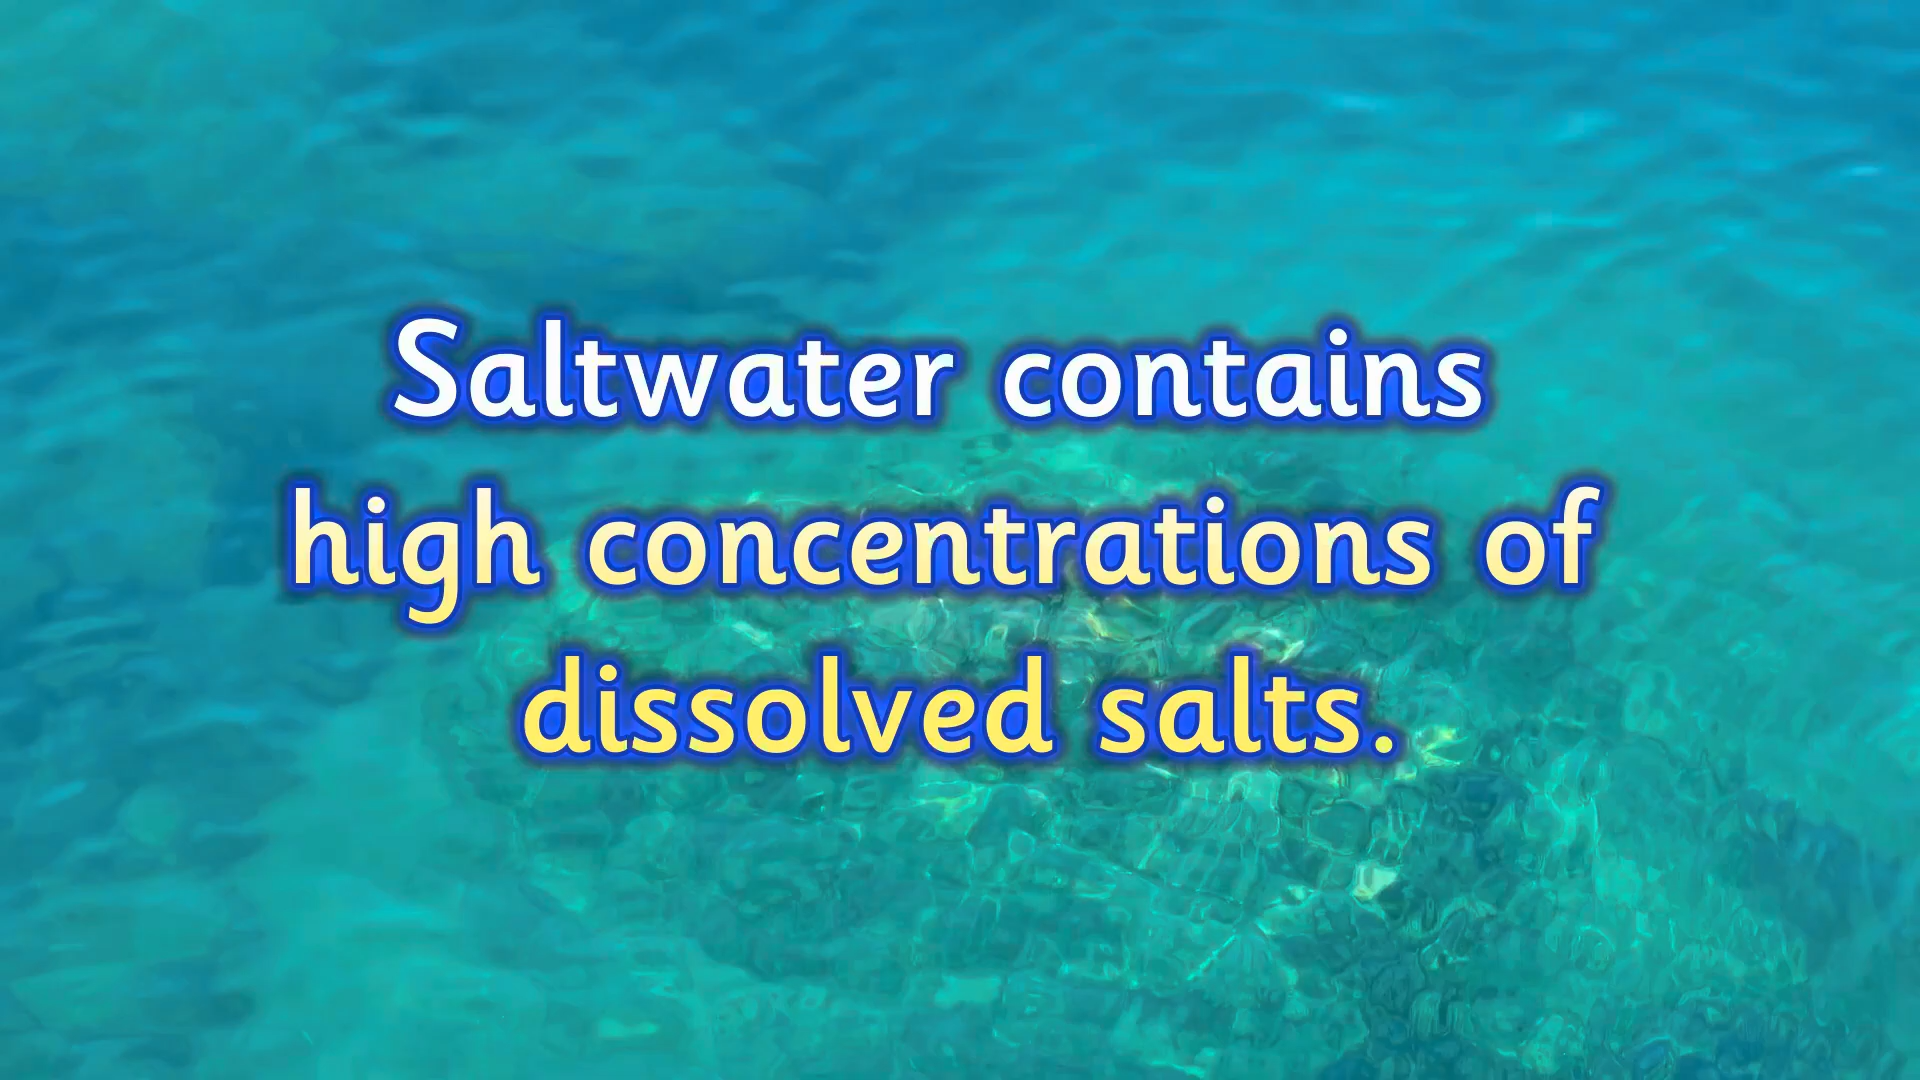 Saltwater contains
high concentrations of
dissolved salts.